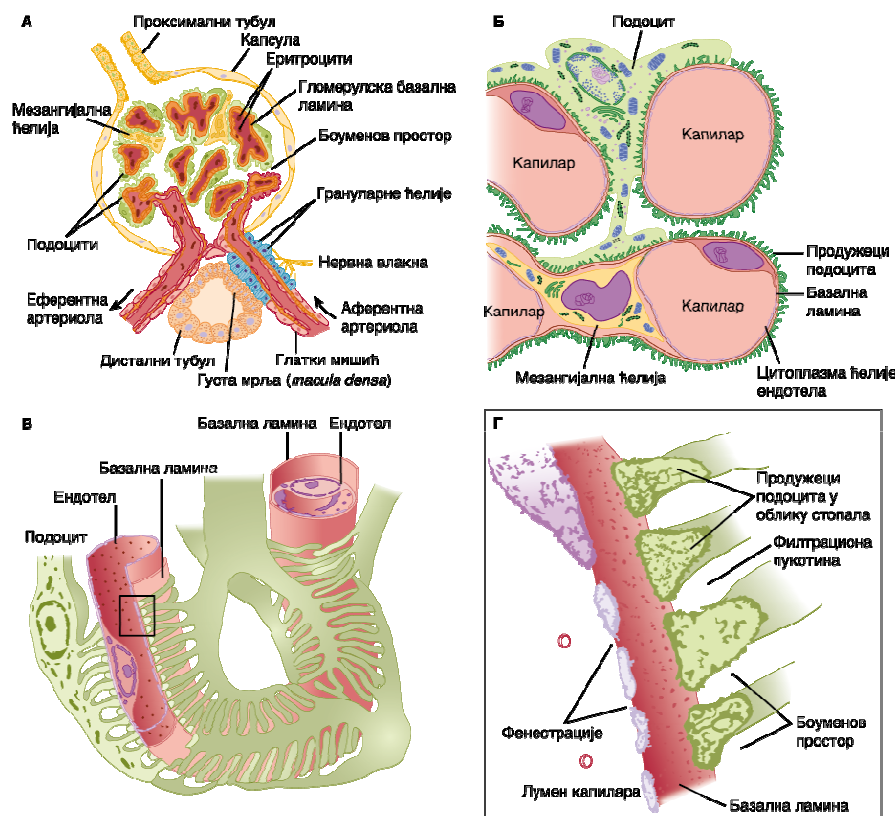 А
Проксимални тубул
Капсула
Еритроцити
Гломерулска базална
ламина
Мезангијална
ћелија
Боуменов простор
Грануларне ћелије
Подоцити
Нервна влакна
Еферентна
артериола
Аферентна
артериола
Дистални тубул
Глатки мишић
Густа мрља (macula densa)
Б
Подоцит
Капилар
Капилар
Продужеци
подоцита
Базална
ламина
Капилар
Капилар
Мезангијална ћелија
Цитоплазма ћелије
ендотела
В
Базална ламина
Ендотел
Базална ламина
Ендотел
Подоцит
Г
Продужеци
подоцита у
облику стопала
Филтрациона
пукотина
Фенестрације
Боуменов
простор
Лумен капилара
Базална ламина